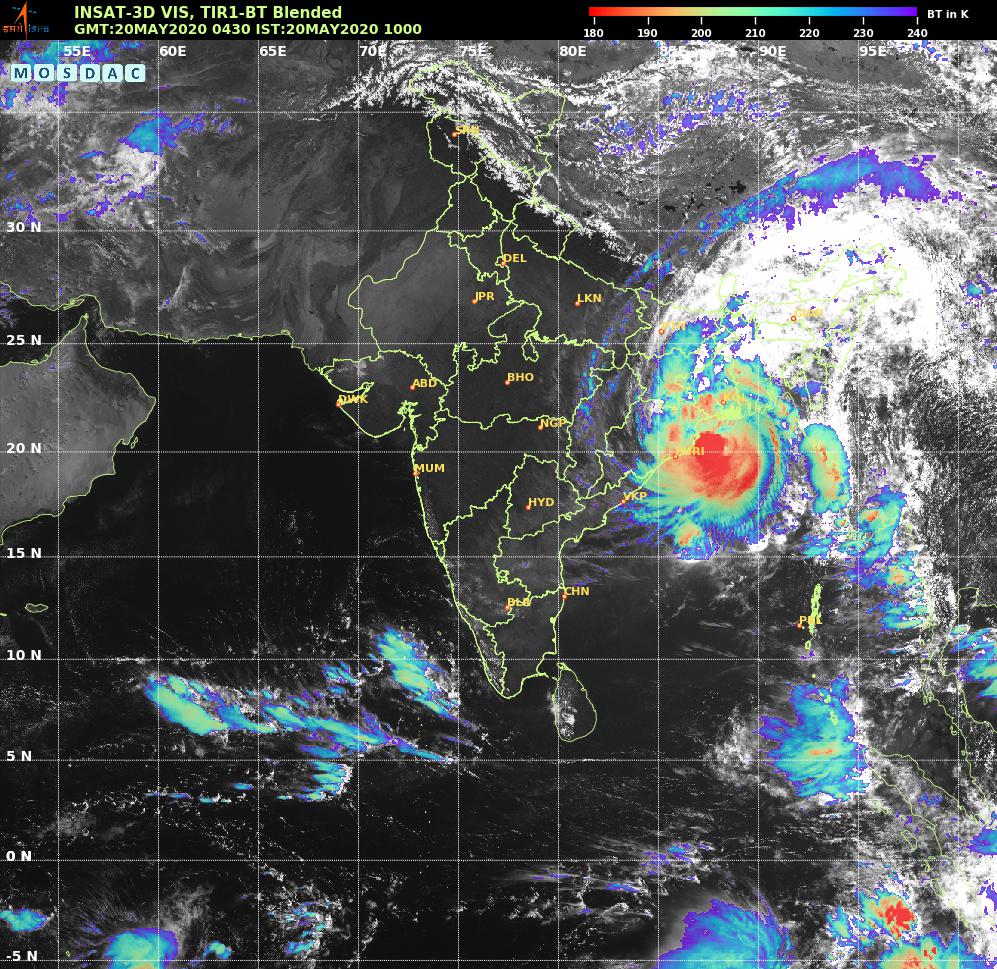 INSAT-3D VIS, TIR1-BT Blended
GMT:20MAY2020 0430 IST:20MAY2020 1000
BT in K
180 190 200 210 220 230 240
55E 60E 65E 70E 75E 80E 85E 90E 95E
MOSDAC
SRN
30 N
DEL
JPR
LKN
25 N
ABD
BHO
DWK
NGP
20 N
MUM
PURI
HYD
VKP
15 N
BLR
CHN
PBL
10 N
5 N
0 N
-5 N